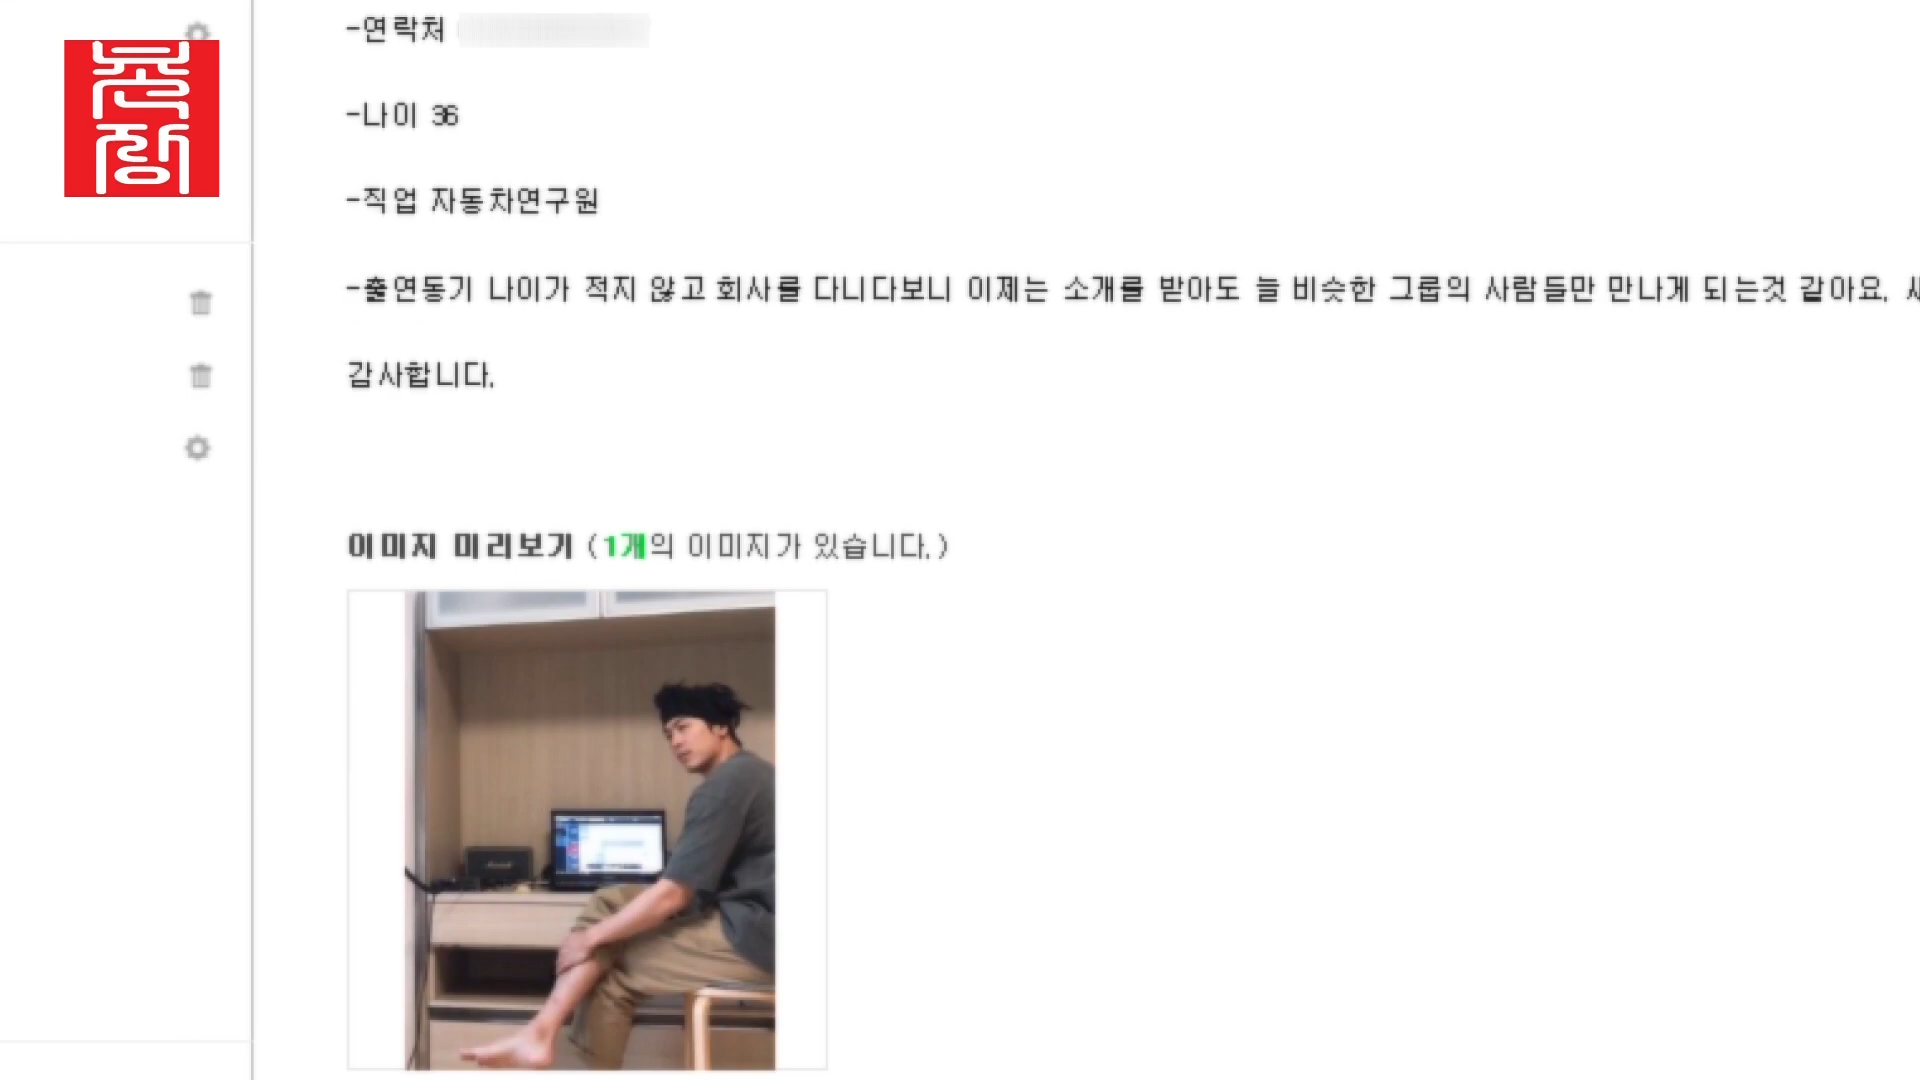 -연락처
-나이 36
-직업 자동차연구원
-출연동기 나이가 적지 않고 회사를 다니다보니 이제는 소개를 받아도 늘 비슷한 그룹의 사람들만 만나게 되는것 같아요.
감사합니다.
이미지 미리보기 (1개의 이미지가 있습니다.)